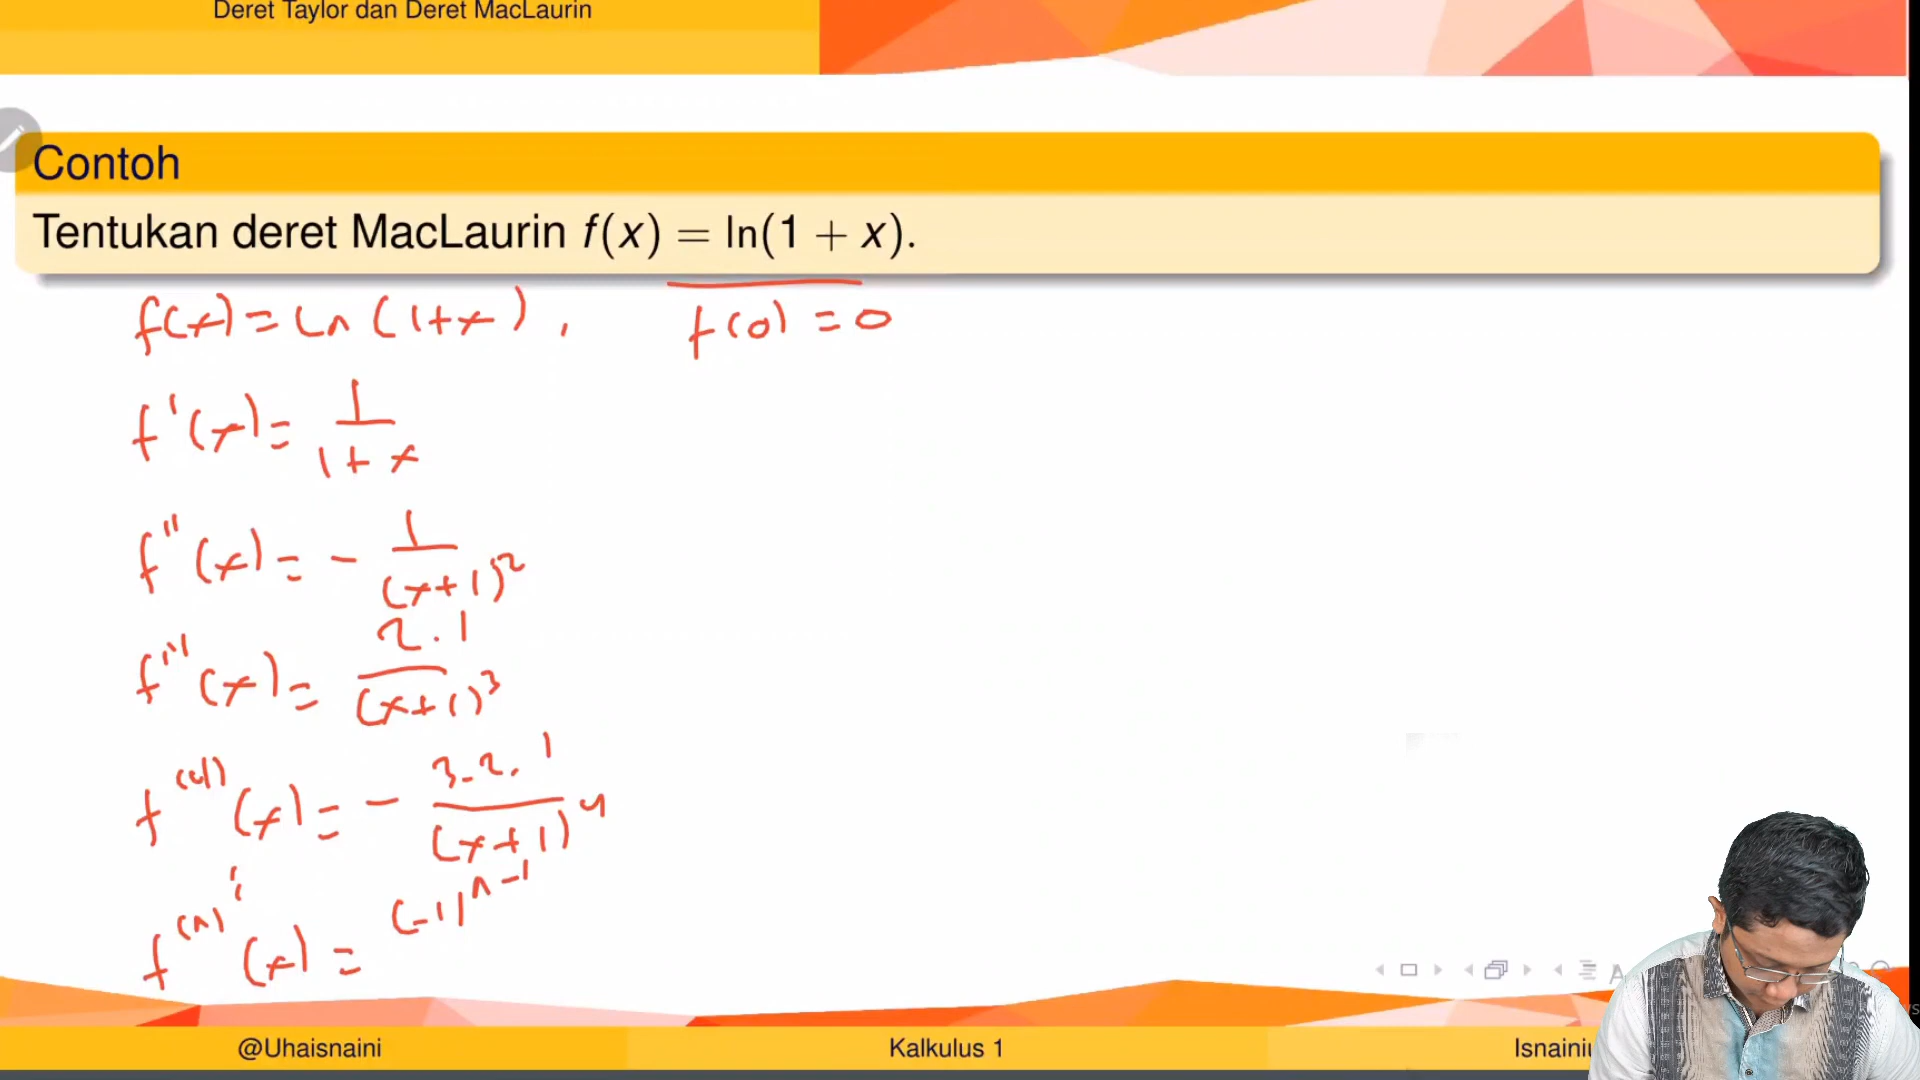 Deret Taylor dan Deret MacLaurin
Contoh
Tentukan deret MacLaurin f(x) = ln(1 + x).
f(x) = ln (1+x), f(0) = 0
f'(x) = 1/(1+x)
f''(x) = - 1/(x+1)^2
f'''(x) = 2.1/(x+1)^3
f^(4)(x) = - 3.2.1/(x+1)^4
⋮
f^(n)(x) = (-1)^n-1
@Uhaisnaini Kalkulus 1